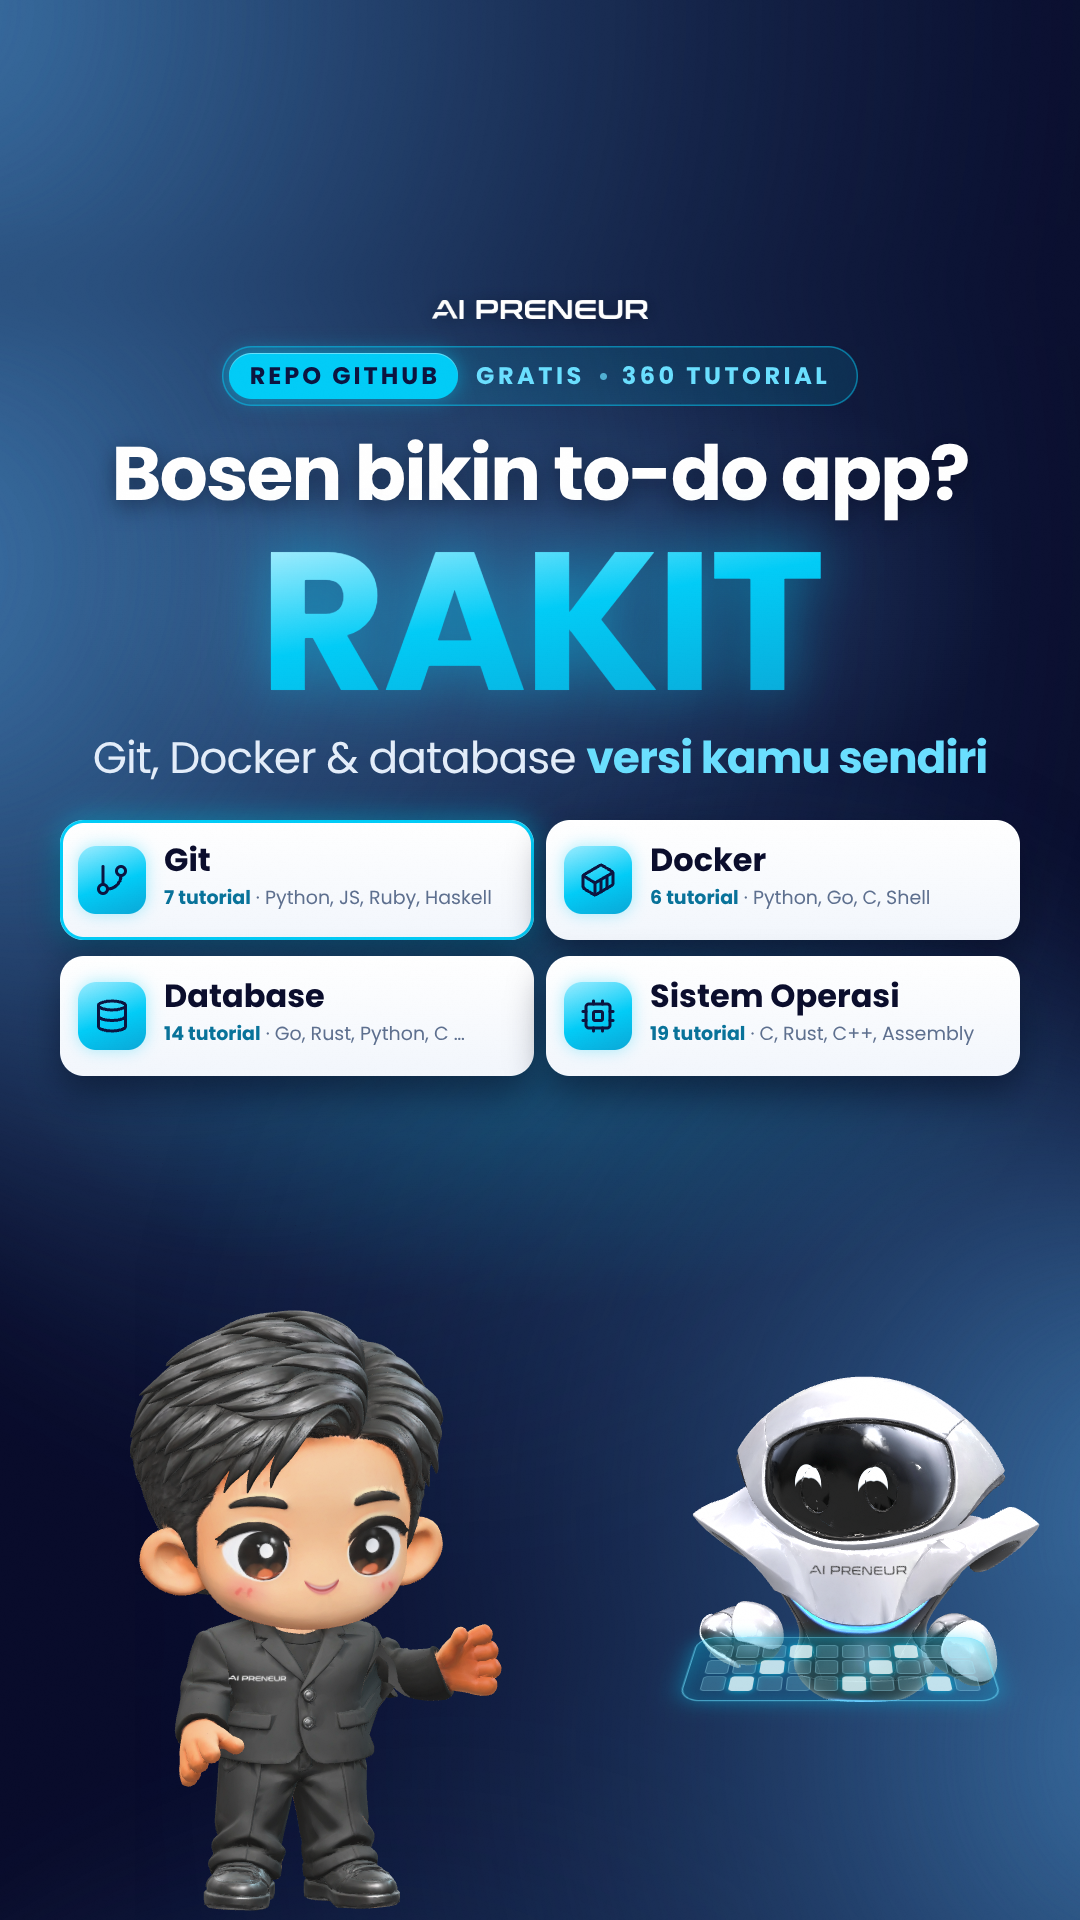 AI PRENEUR
REPO GITHUB GRATIS • 360 TUTORIAL
Bosen bikin to-do app?
RAKIT
Git, Docker & database versi kamu sendiri
Git
7 tutorial · Python, JS, Ruby, Haskell
Docker
6 tutorial · Python, Go, C, Shell
Database
14 tutorial · Go, Rust, Python, C ...
Sistem Operasi
19 tutorial · C, Rust, C++, Assembly
AI PRENEUR
AI PRENEUR